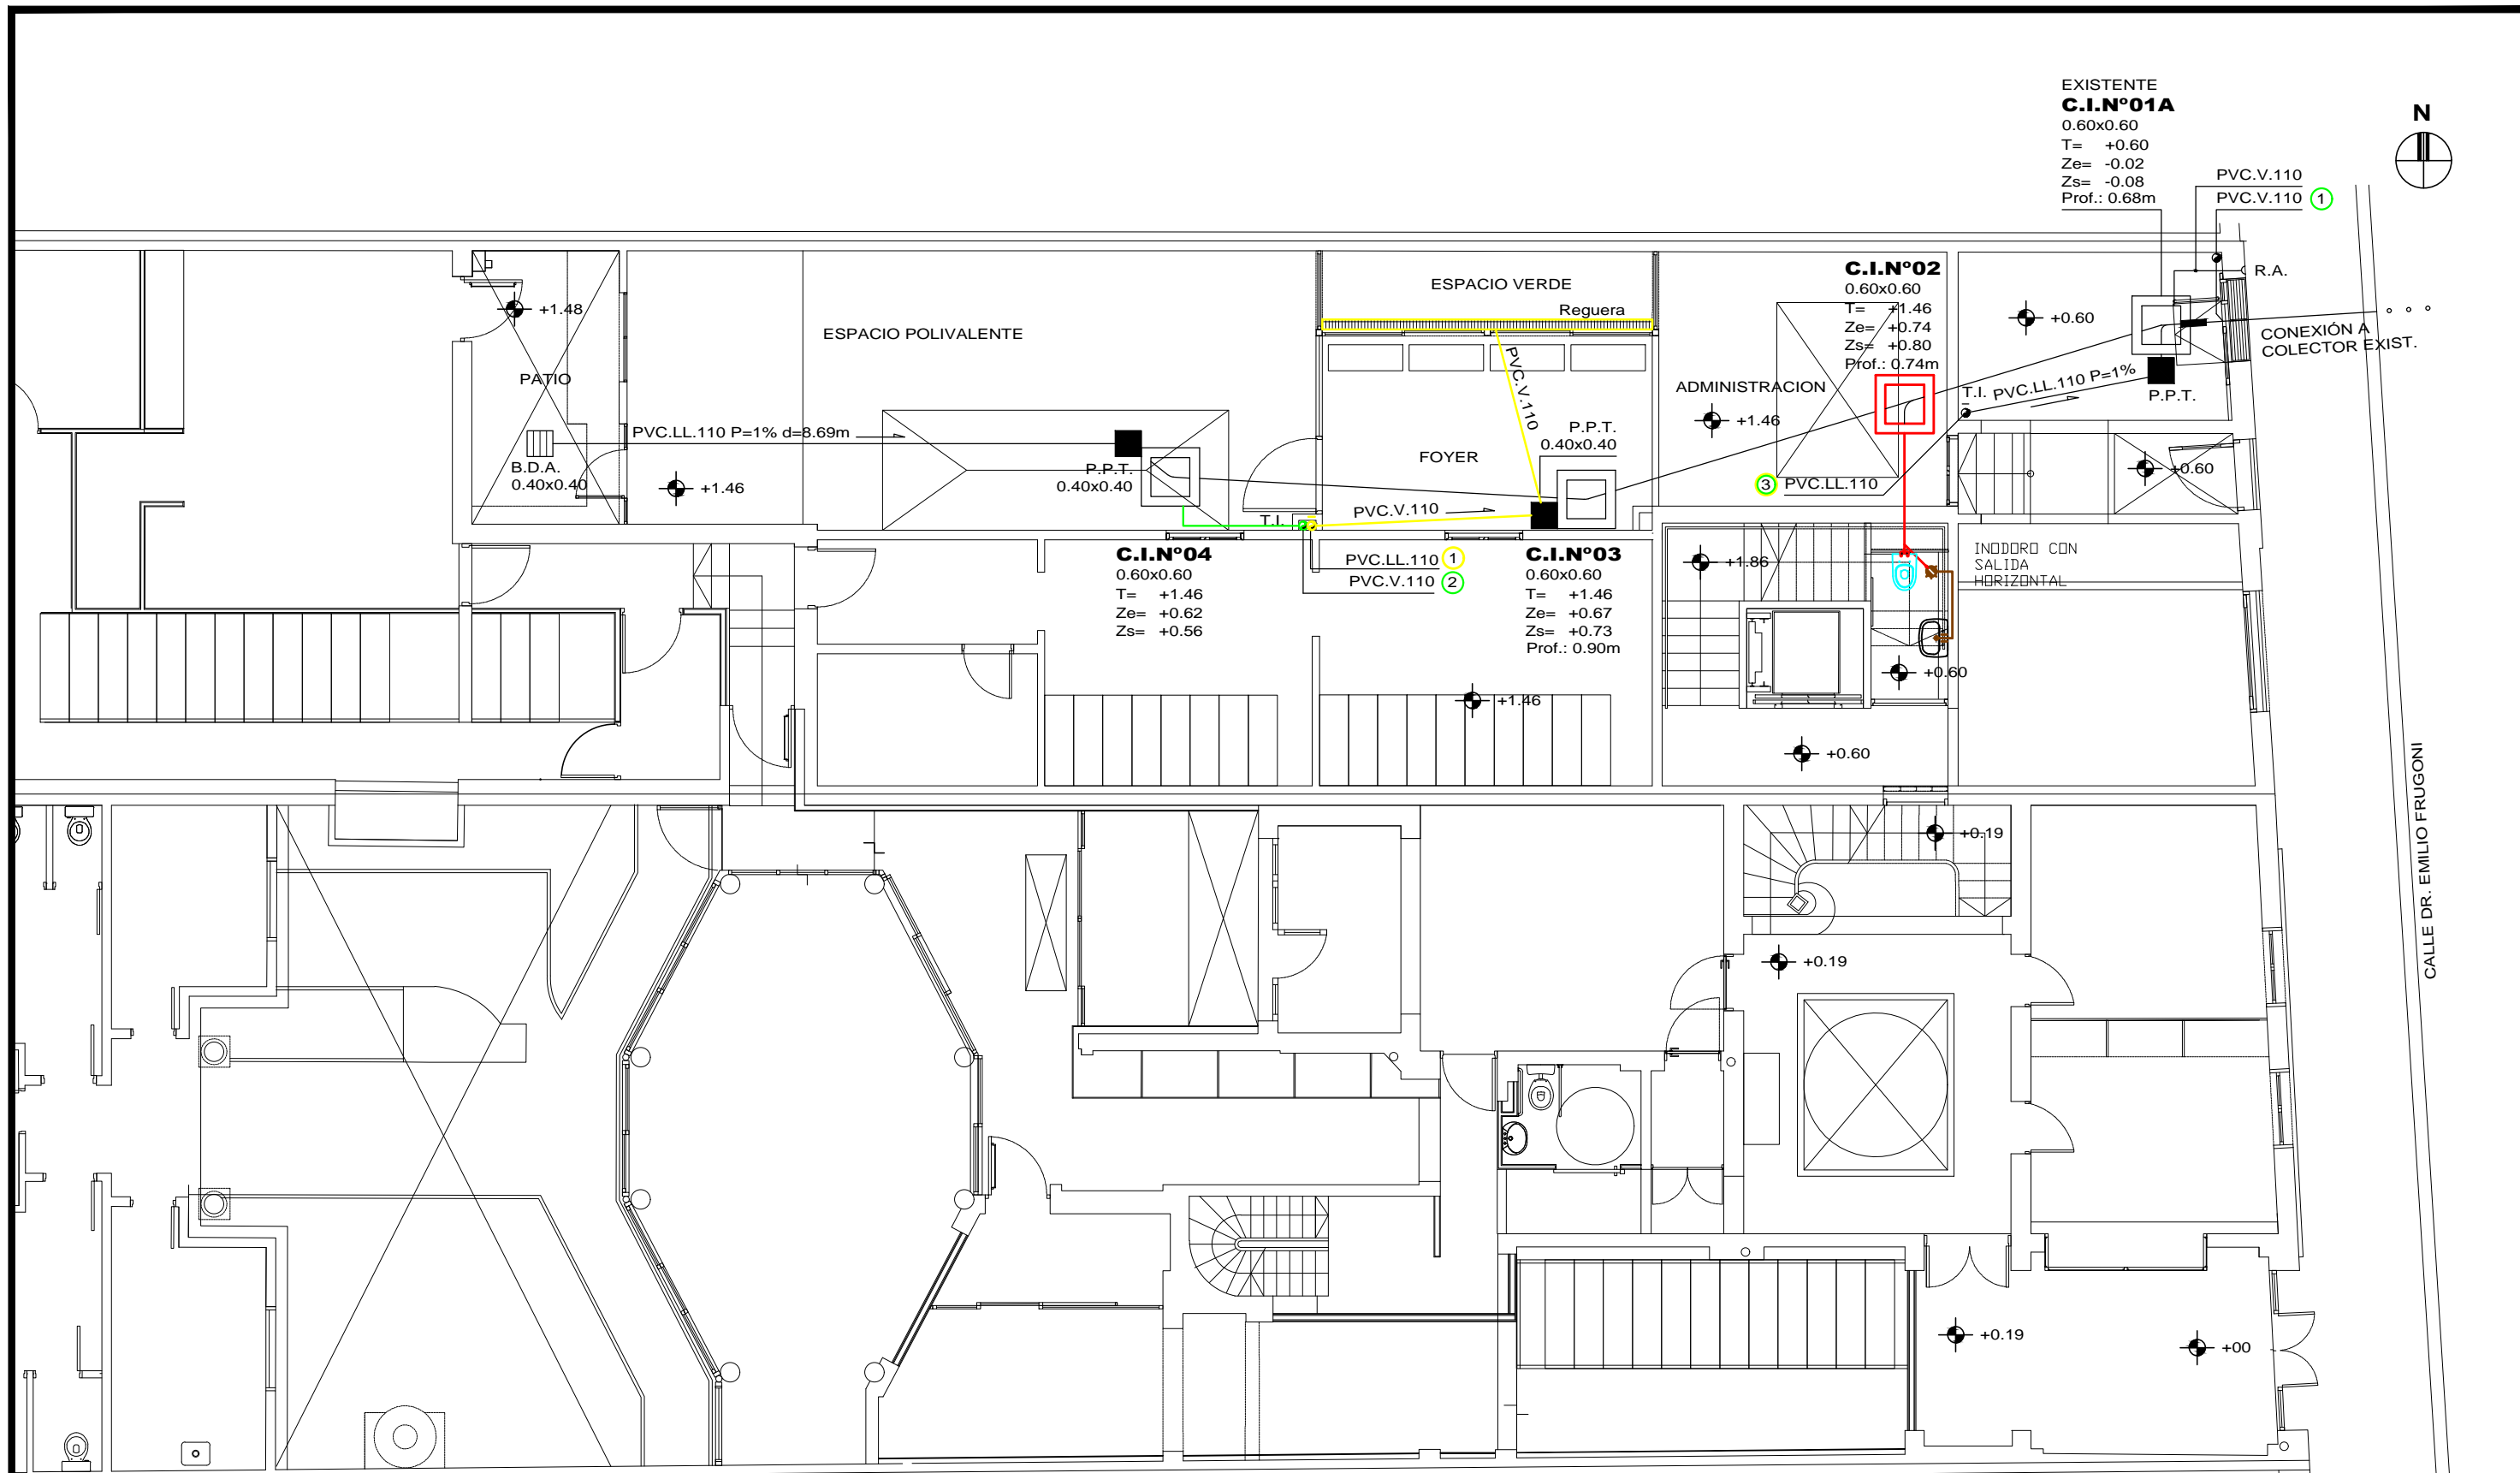 EXISTENTE
C.I.Nº01A
0.60x0.60
T= +0.60
Ze= -0.02
Zs= -0.08
Prof.: 0.68m
N
PVC.V.110
PVC.V.110 1
R.A.
CONEXIÓN A
COLECTOR EXIST.
+0.60
P.P.T.
T.I. PVC.LL.110 P=1%
C.I.Nº02
0.60x0.60
T= +1.46
Ze= +0.74
Zs= +0.80
Prof.: 0.74m
ADMINISTRACION
+1.46
3 PVC.LL.110
+0.60
ESPACIO VERDE
Reguera
PVC.V.110
P.P.T.
0.40x0.40
FOYER
PVC.V.110
T.I.
ESPACIO POLIVALENTE
+1.48
PATIO
PVC.LL.110 P=1% d=8.69m
B.D.A.
0.40x0.40
+1.46
P.P.T.
0.40x0.40
C.I.Nº04
0.60x0.60
T= +1.46
Ze= +0.62
Zs= +0.56
PVC.LL.110 1
PVC.V.110 2
C.I.Nº03
0.60x0.60
T= +1.46
Ze= +0.67
Zs= +0.73
Prof.: 0.90m
+1.46
+1.86
INODORO CON
SALIDA
HORIZONTAL
+0.60
+0.60
CALLE DR. EMILIO FRUGONI
+0.19
+0.19
+0.19
+00